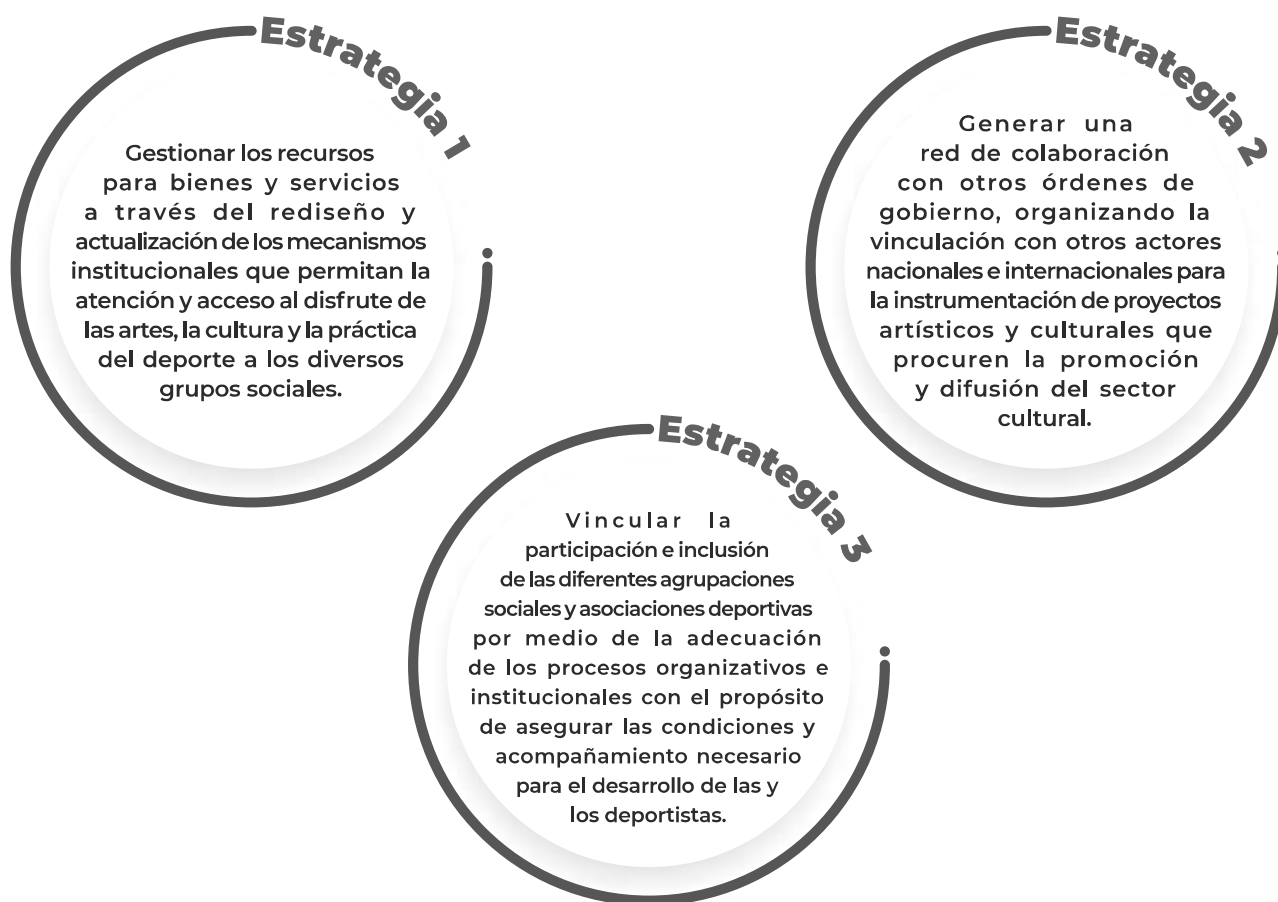 Estrategia 1
Gestionar los recursos
para bienes y servicios
a través del rediseño y
actualización de los mecanismos
institucionales que permitan la
atención y acceso al disfrute de
las artes, la cultura y la práctica
del deporte a los diversos
grupos sociales.
Estrategia 2
Generar una
red de colaboración
con otros órdenes de
gobierno, organizando la
vinculación con otros actores
nacionales e internacionales para
la instrumentación de proyectos
artísticos y culturales que
procuren la promoción
y difusión del sector
cultural.
Estrategia 3
Vincular la
participación e inclusión
de las diferentes agrupaciones
sociales y asociaciones deportivas
por medio de la adecuación
de los procesos organizativos e
institucionales con el propósito
de asegurar las condiciones y
acompañamiento necesario
para el desarrollo de las y
los deportistas.